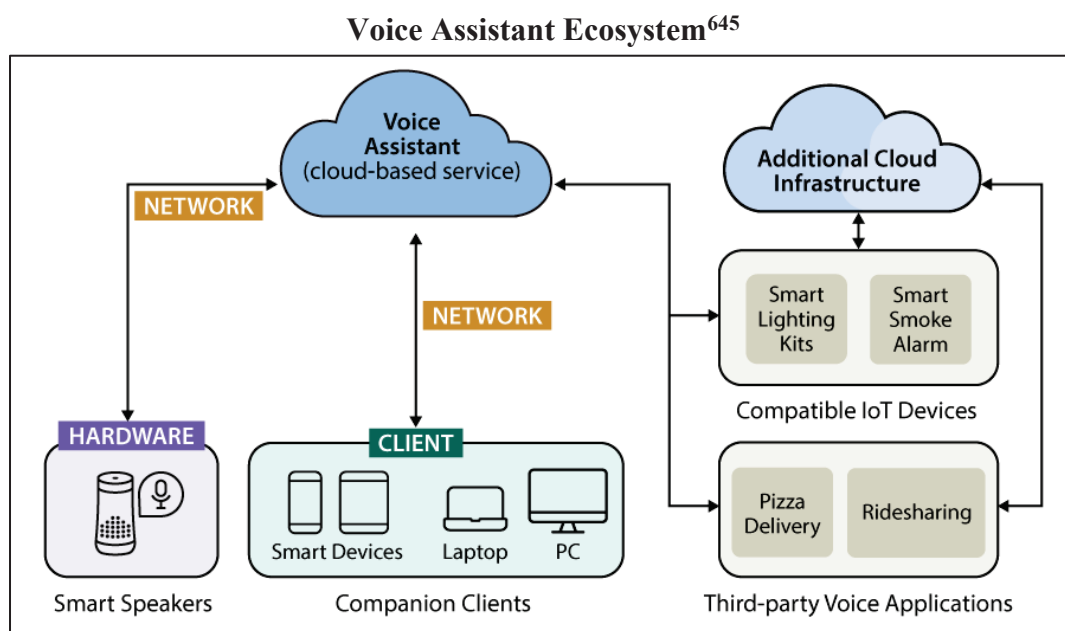 Voice Assistant Ecosystem645
Voice
Assistant
(cloud-based service)
Additional Cloud
Infrastructure
NETWORK
NETWORK
Smart
Lighting
Kits
Smart
Smoke
Alarm
Compatible IoT Devices
HARDWARE
CLIENT
Smart Devices
Laptop
PC
Pizza
Delivery
Ridesharing
Smart Speakers
Companion Clients
Third-party Voice Applications